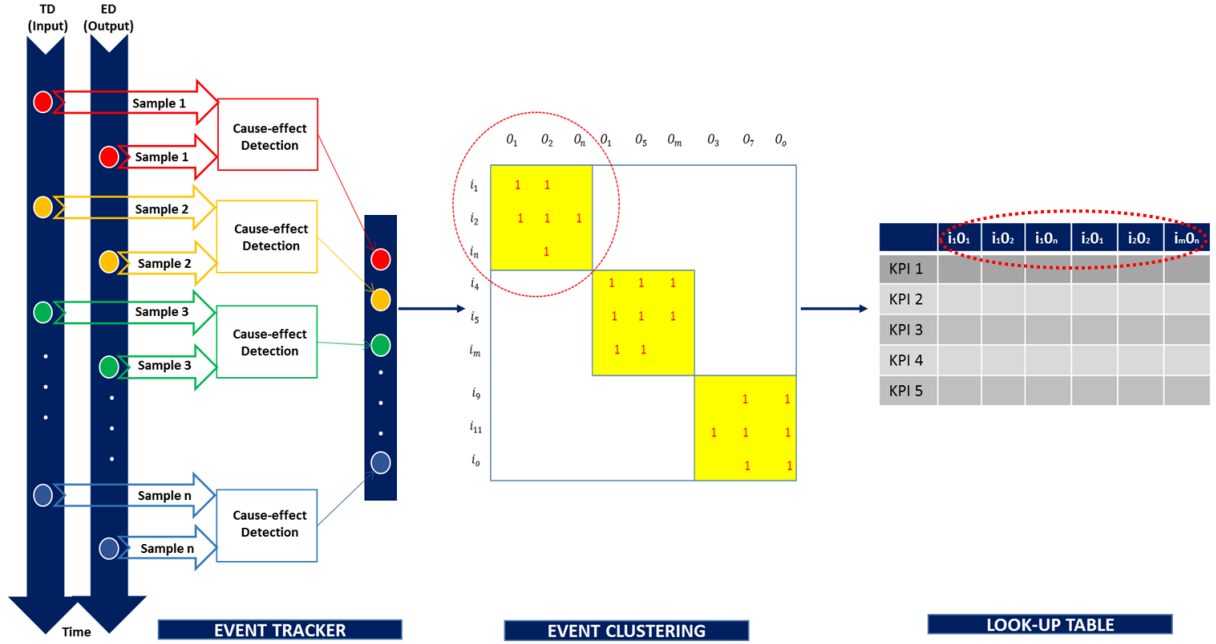 TD
(Input)
ED
(Output)
Sample 1
Sample 1
Cause-effect
Detection
Sample 2
Sample 2
Cause-effect
Detection
Sample 3
Sample 3
Cause-effect
Detection
Sample n
Sample n
Cause-effect
Detection
Time
EVENT TRACKER
O₁ O₂ Oₙ O₁ O₅ Oₘ O₃ O₇ Oₒ
i₁ 1 1
i₂ 1 1 1
iₙ 1
i₄ 1 1 1
i₅ 1 1 1
iₘ 1 1
i₉ 1 1
i₁₁ 1 1 1
iₒ 1 1
EVENT CLUSTERING
i₁O₁ i₁O₂ i₁Oₙ i₂O₁ i₂O₂ iₘOₙ
KPI 1
KPI 2
KPI 3
KPI 4
KPI 5
LOOK-UP TABLE